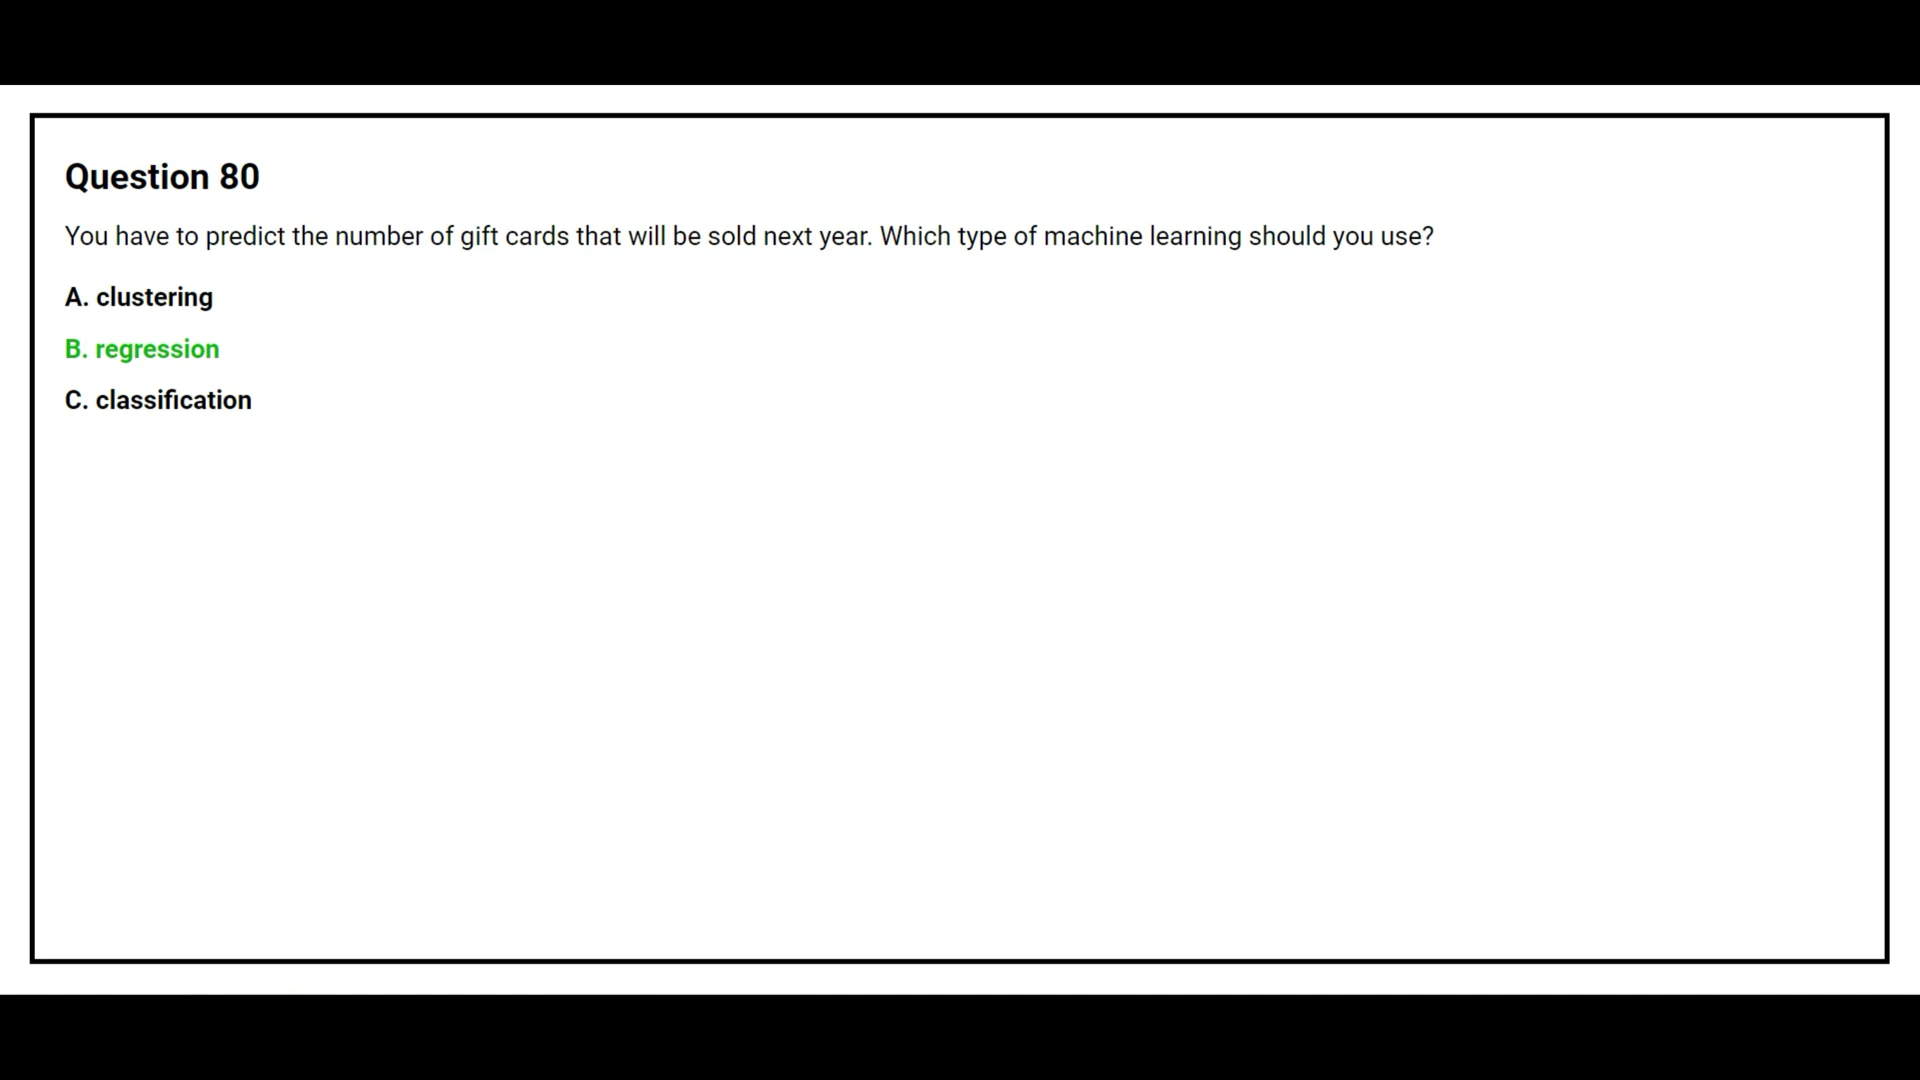 Question 80
You have to predict the number of gift cards that will be sold next year. Which type of machine learning should you use?
A. clustering
B. regression
C. classification